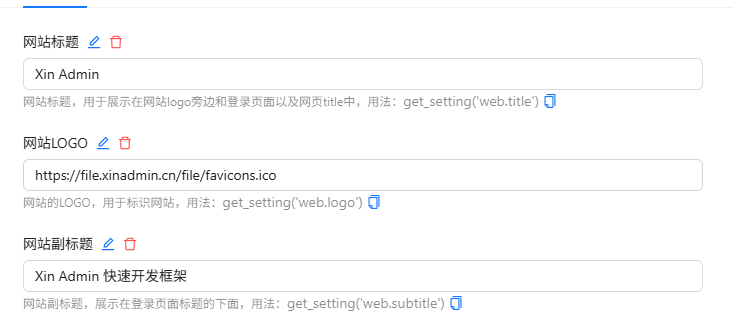 网站标题
Xin Admin
网站标题，用于展示在网站logo旁边和登录页面以及网页title中，用法：get_setting('web.title')
网站LOGO
https://file.xinadmin.cn/file/favicons.ico
网站的LOGO，用于标识网站，用法：get_setting('web.logo')
网站副标题
Xin Admin 快速开发框架
网站副标题，展示在登录页面标题的下面，用法：get_setting('web.subtitle')